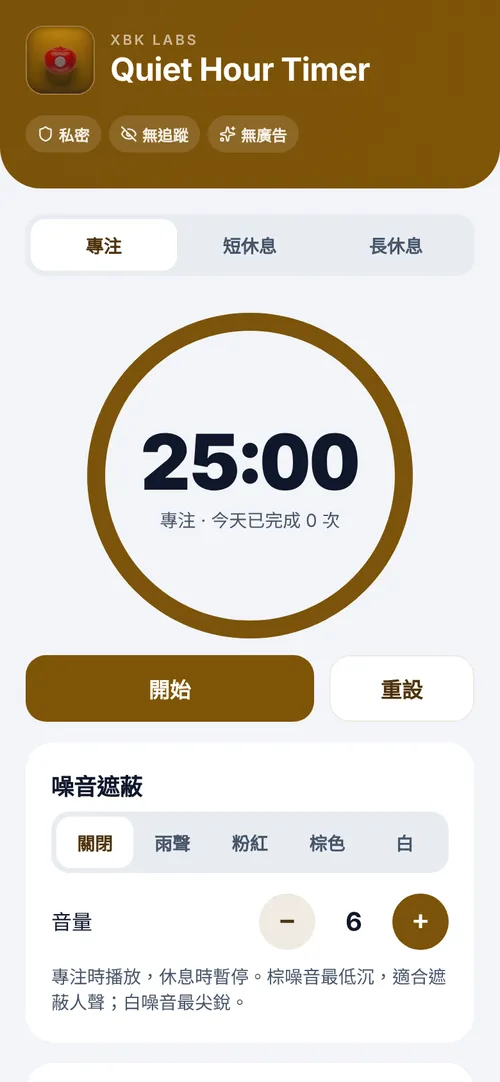 XBK LABS
Quiet Hour Timer
私密
無追蹤
無廣告
專注
短休息
長休息
25:00
專注 · 今天已完成 0 次
開始
重設
噪音遮蔽
關閉
雨聲
粉紅
棕色
白
音量
−
6
+
專注時播放，休息時暫停。棕噪音最低沉，適合遮
蔽人聲；白噪音最尖銳。